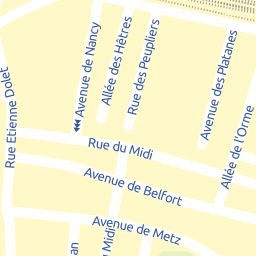 Rue Etienne Dolet
Avenue de Nancy
Allée des Hêtres
Rue des Peupliers
Avenue des Platanes
Allée de l'Orme
Rue du Midi
Avenue de Belfort
Avenue de Metz
an
u Midi